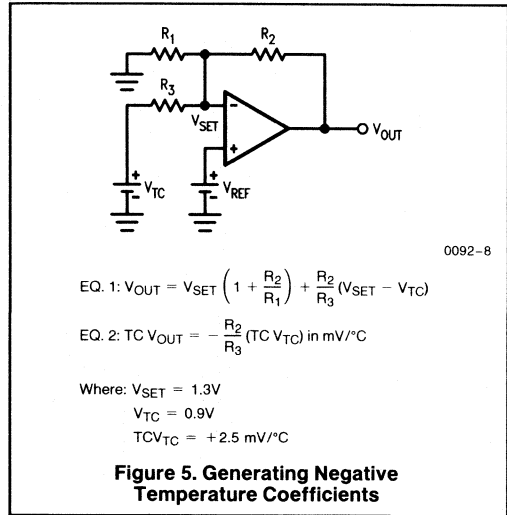 R1
R2
R3
VSET
−
+
VOUT
+
−
VTC
+
−
VREF
0092-8
EQ. 1: VOUT = VSET (1 + R2/R1) + R2/R3 (VSET − VTC)
EQ. 2: TC VOUT = − R2/R3 (TC VTC) in mV/°C
Where: VSET = 1.3V
VTC = 0.9V
TCVTC = +2.5 mV/°C
Figure 5. Generating Negative
Temperature Coefficients